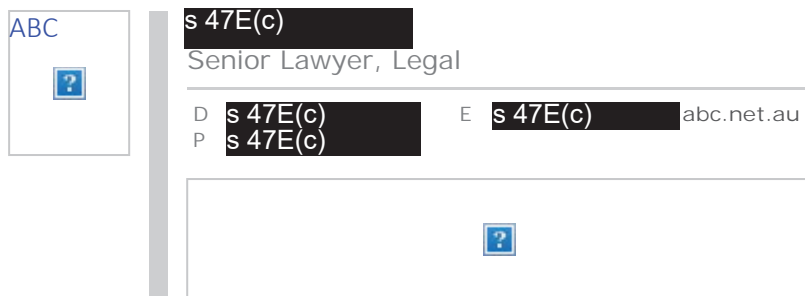 ABC
s 47E(c)
Senior Lawyer, Legal
D s 47E(c) E s 47E(c) abc.net.au
P s 47E(c)